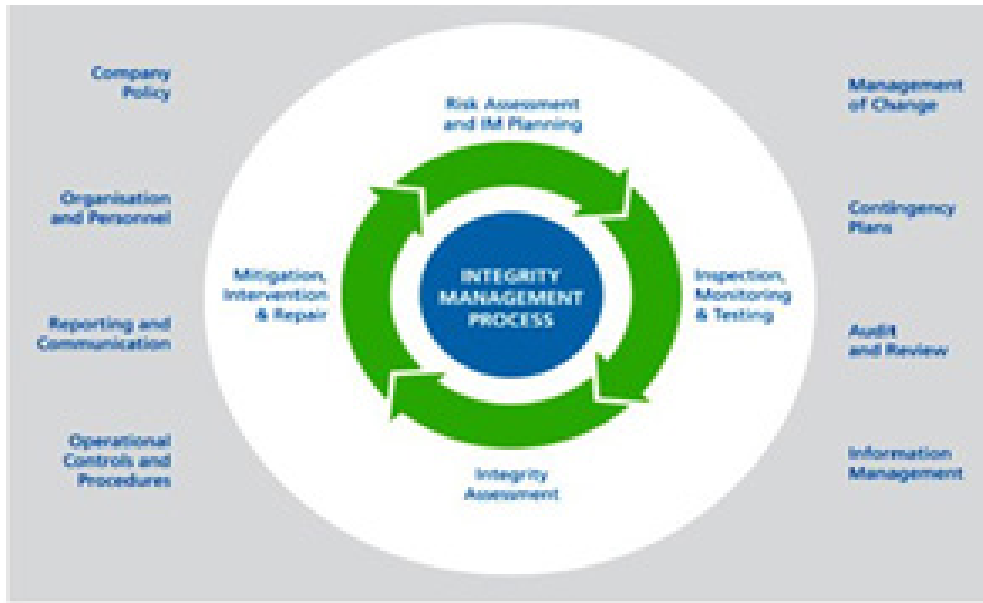 Company
Policy
Organisation
and Personnel
Reporting and
Communication
Operational
Controls and
Procedures
Risk Assessment
and IM Planning
Mitigation,
Intervention
& Repair
INTEGRITY
MANAGEMENT
PROCESS
Inspection,
Monitoring
& Testing
Integrity
Assessment
Management
of Change
Contingency
Plans
Audit
and Review
Information
Management